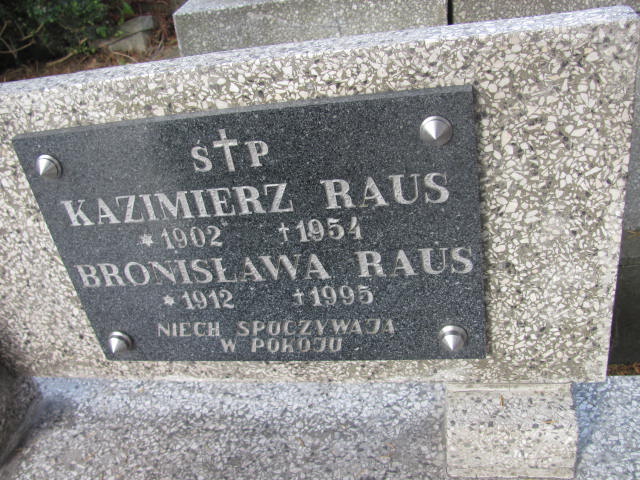 Ś✝P
KAZIMIERZ RAUS
*1902 †1954
BRONISŁAWA RAUS
*1912 †1995
NIECH SPOCZYWAJĄ
W POKOJU